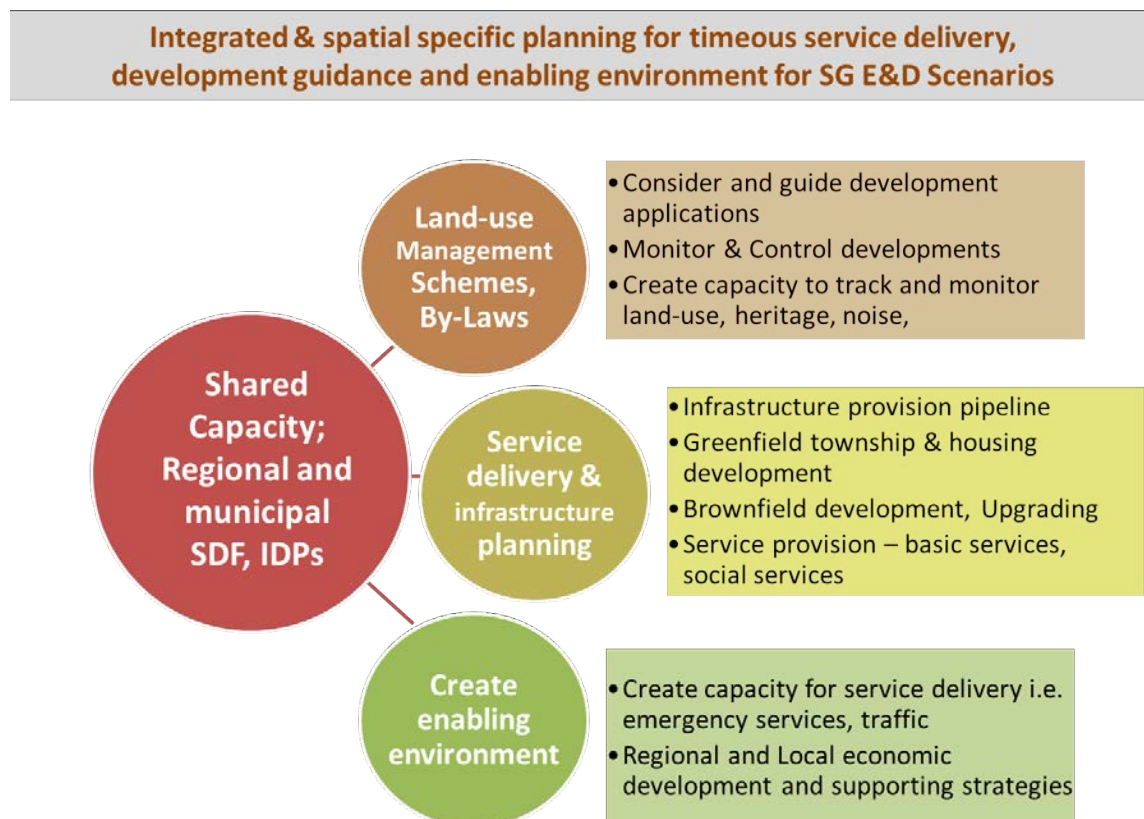 Integrated & spatial specific planning for timeous service delivery,
development guidance and enabling environment for SG E&D Scenarios
Shared
Capacity;
Regional and
municipal
SDF, IDPs
Land-use
Management
Schemes,
By-Laws
•Consider and guide development
applications
•Monitor & Control developments
•Create capacity to track and monitor
land-use, heritage, noise,
Service
delivery &
infrastructure
planning
•Infrastructure provision pipeline
•Greenfield township & housing
development
•Brownfield development, Upgrading
•Service provision – basic services,
social services
Create
enabling
environment
•Create capacity for service delivery i.e.
emergency services, traffic
•Regional and Local economic
development and supporting strategies